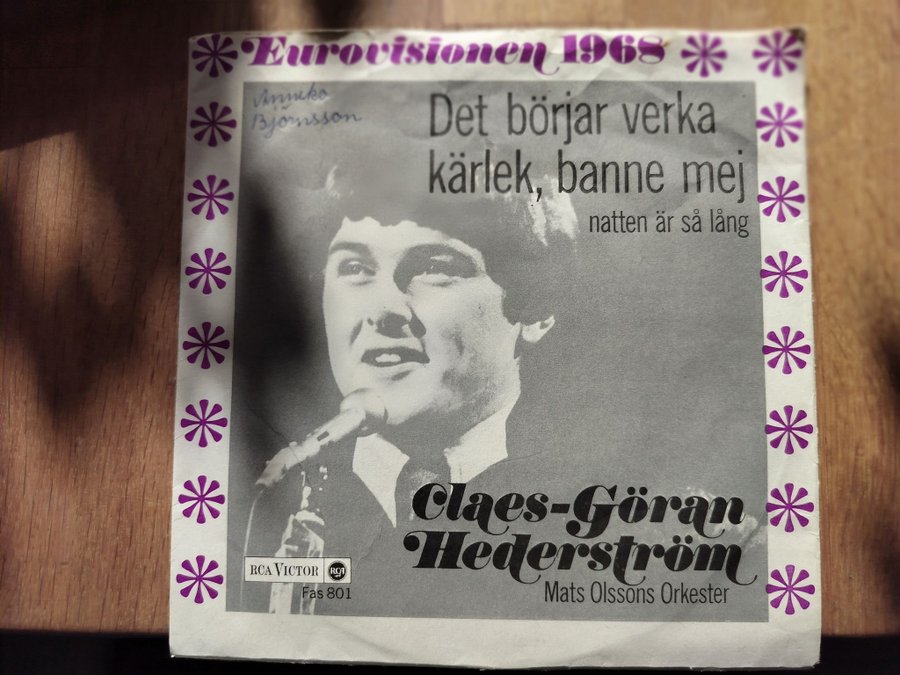 Eurovisionen 1968
Björnsson
Det börjar verka
kärlek, banne mej
natten är så lång
Claes-Göran
Hederström
Mats Olssons Orkester
RCA VICTOR RCA
Fas 801